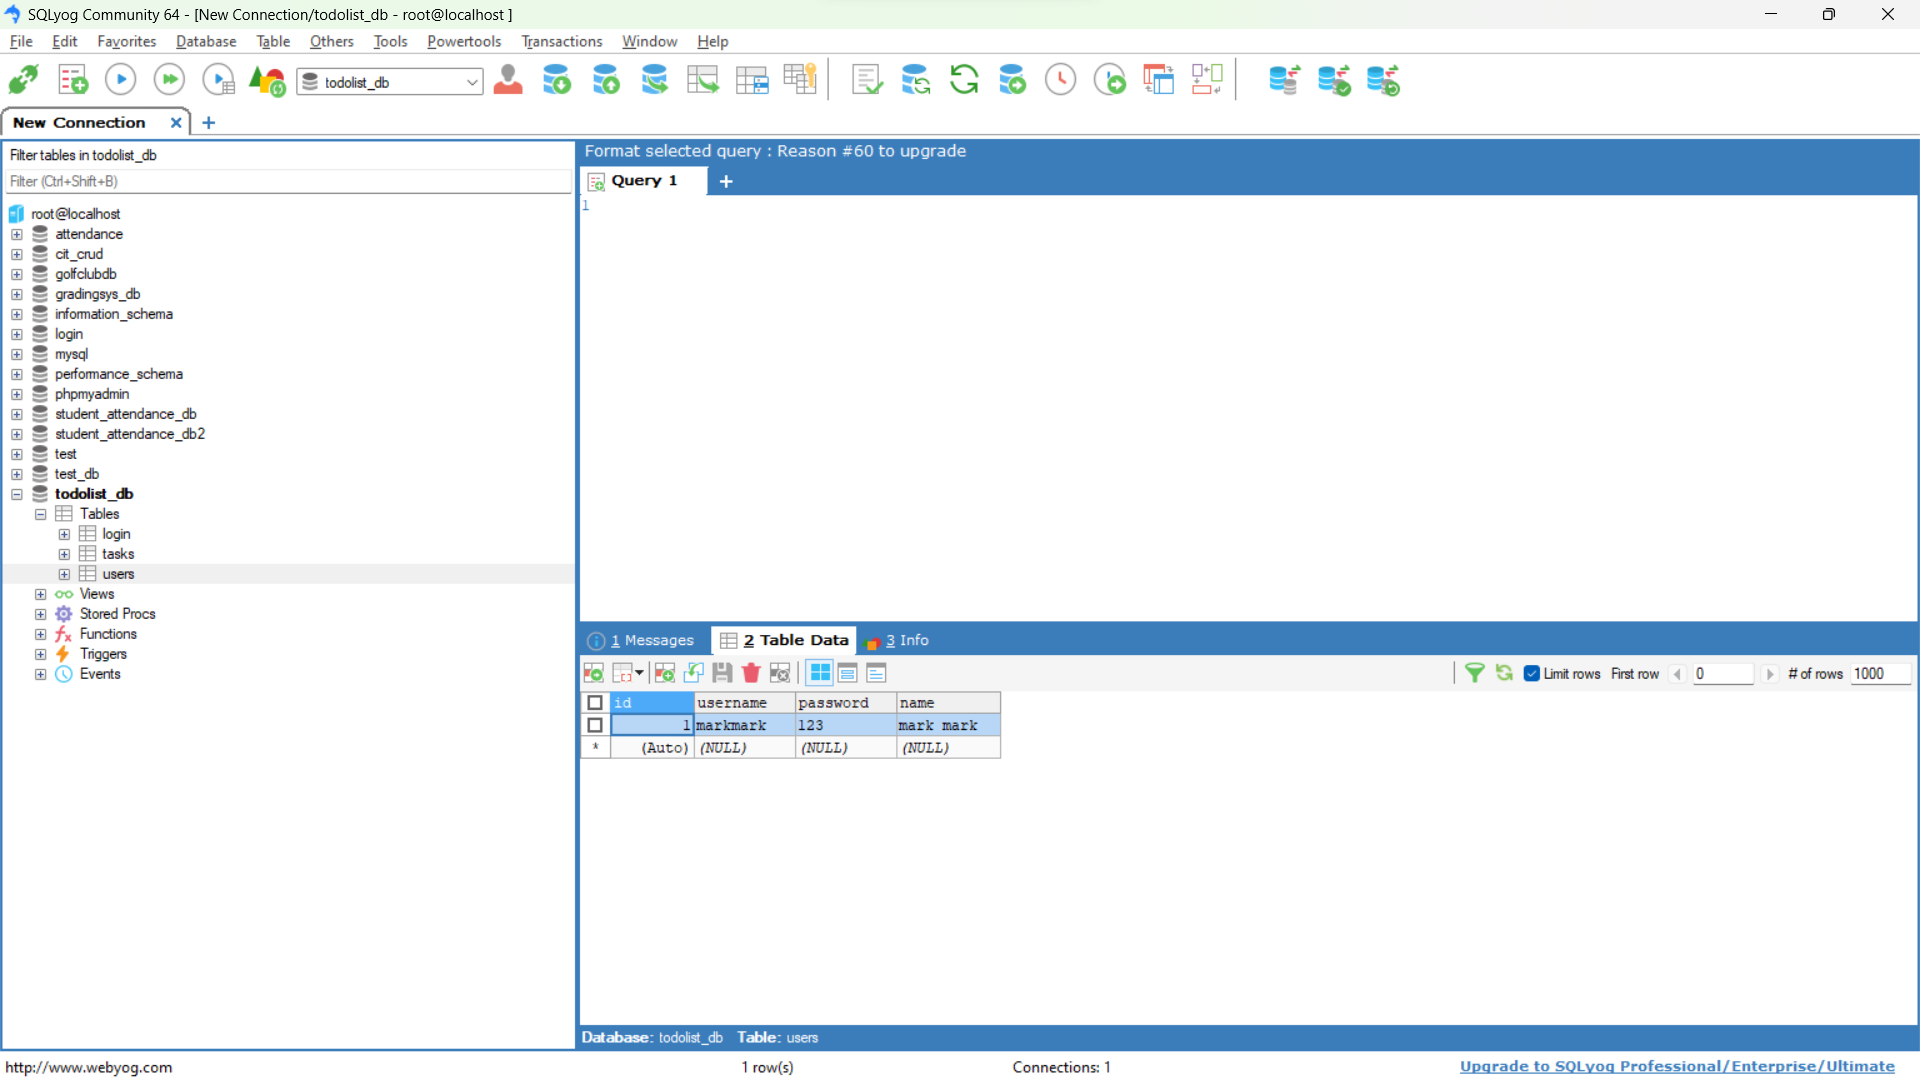 SQLyog Community 64 - [New Connection/todolist_db - root@localhost ]
File Edit Favorites Database Table Others Tools Powertools Transactions Window Help
todolist_db
New Connection
Filter tables in todolist_db
Filter (Ctrl+Shift+B)
root@localhost
attendance
cit_crud
golfclubdb
gradingsys_db
information_schema
login
mysql
performance_schema
phpmyadmin
student_attendance_db
student_attendance_db2
test
test_db
todolist_db
Tables
login
tasks
users
Views
Stored Procs
Functions
Triggers
Events
Format selected query : Reason #60 to upgrade
Query 1
1
1 Messages 2 Table Data 3 Info
Limit rows First row 0 # of rows 1000
id username password name
1 markmark 123 mark mark
* (Auto) (NULL) (NULL) (NULL)
Database: todolist_db Table: users
http://www.webyog.com 1 row(s) Connections: 1 Upgrade to SQLyog Professional/Enterprise/Ultimate